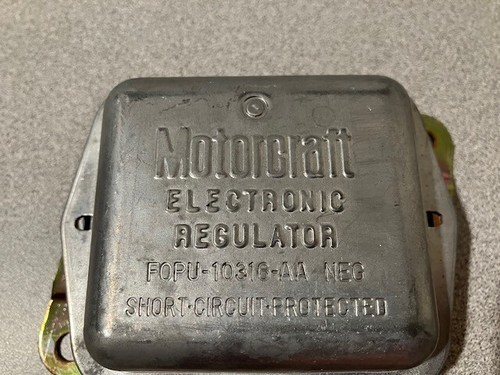 Motorcraft
ELECTRONIC
REGULATOR
F0PU-10316-AA NEG
SHORT-CIRCUIT-PROTECTED